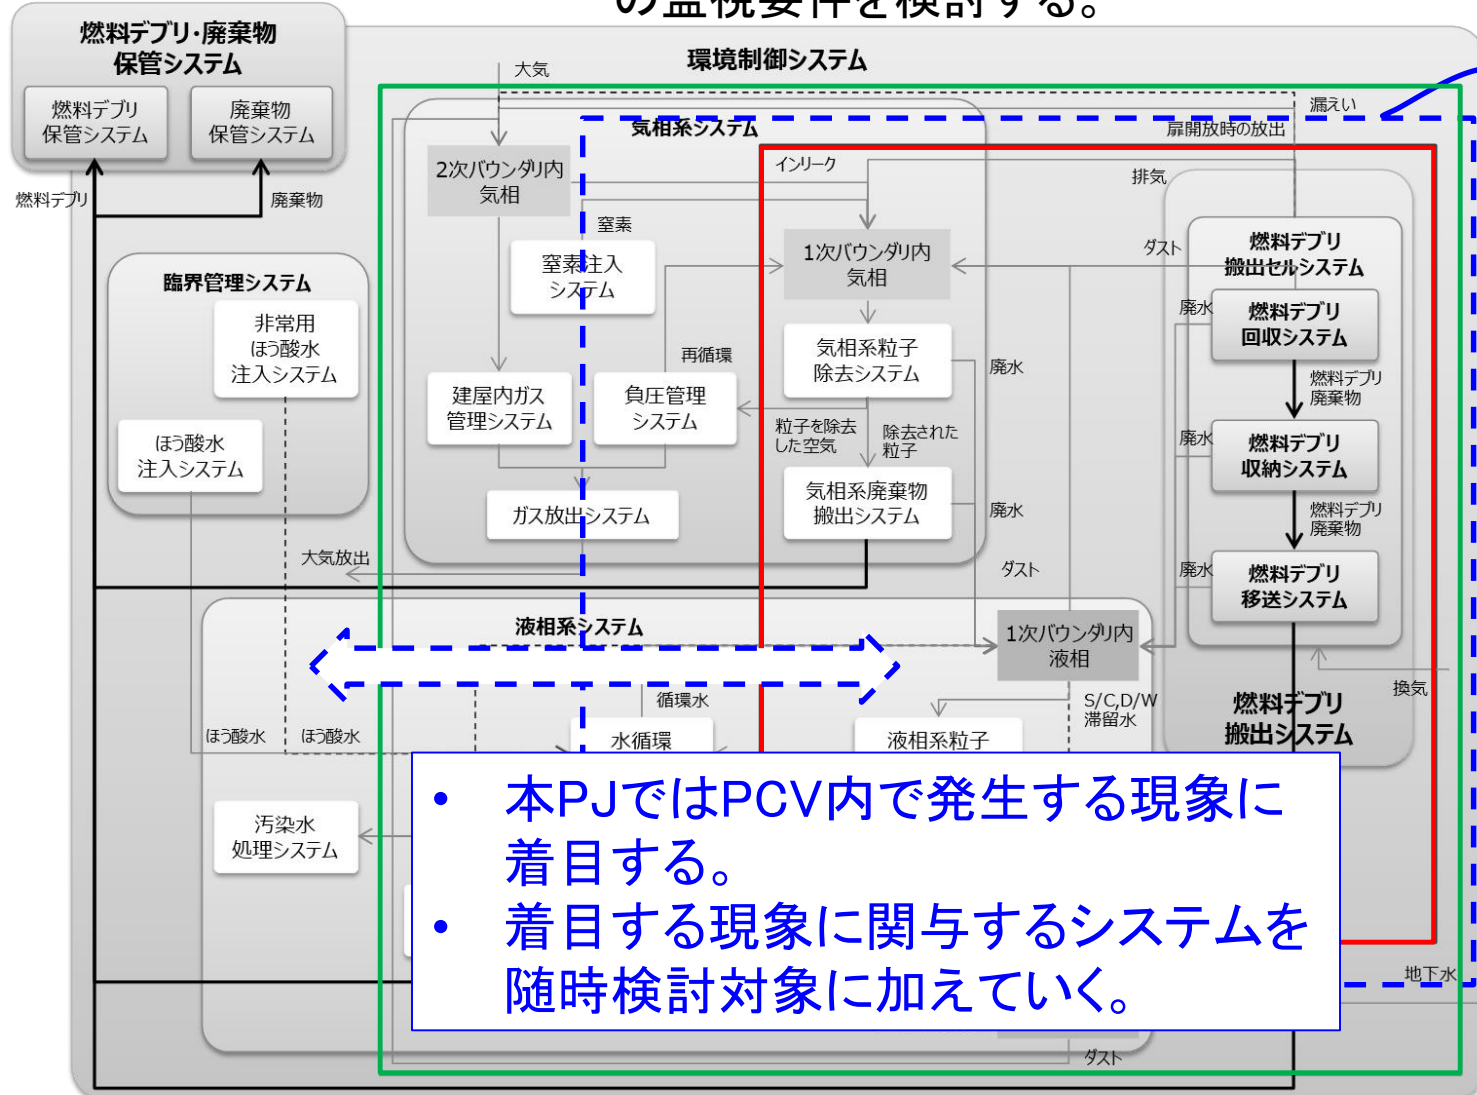 の監視要件を検討する。
燃料デブリ・廃棄物
保管システム
燃料デブリ
保管システム
廃棄物
保管システム
燃料デブリ
廃棄物
環境制御システム
大気
漏えい
扉開放時の放出
気相系システム
2次バウンダリ内
気相
インリーク
排気
窒素
窒素注入
システム
1次バウンダリ内
気相
ダスト
燃料デブリ
搬出セルシステム
臨界管理システム
非常用
ほう酸水
注入システム
ほう酸水
注入システム
廃水
燃料デブリ
回収システム
再循環
気相系粒子
除去システム
廃水
燃料デブリ
廃棄物
建屋内ガス
管理システム
負圧管理
システム
粒子を除去
した空気
除去された
粒子
廃水
燃料デブリ
収納システム
気相系廃棄物
搬出システム
廃水
燃料デブリ
廃棄物
ガス放出システム
大気放出
ダスト
廃水
燃料デブリ
移送システム
液相系システム
1次バウンダリ内
液相
循環水
S/C,D/W
滞留水
換気
燃料デブリ
搬出システム
ほう酸水
ほう酸水
水循環
液相系粒子
汚染水
処理システム
• 本PJではPCV内で発生する現象に
着目する。
• 着目する現象に関与するシステムを
随時検討対象に加えていく。
地下水
ダスト